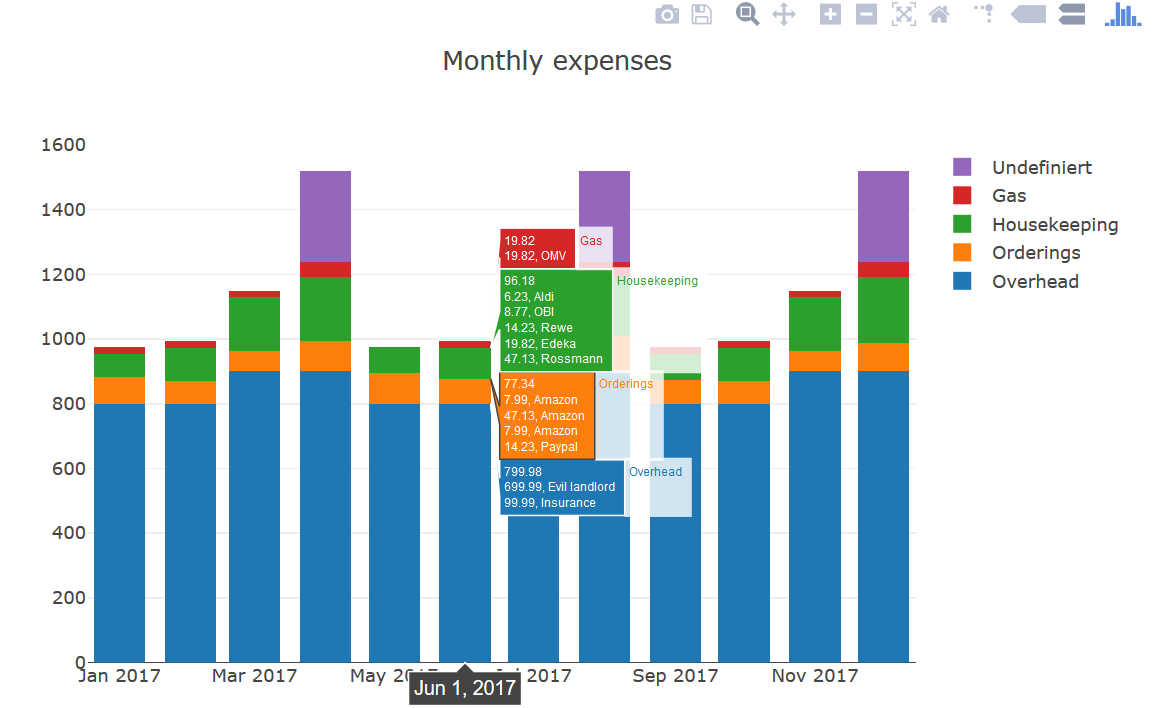 Monthly expenses
1600
1400
1200
1000
800
600
400
200
0
Undefiniert
Gas
Housekeeping
Orderings
Overhead
19.82
19.82, OMV
Gas
96.18
6.23, Aldi
8.77, OBI
14.23, Rewe
19.82, Edeka
47.13, Rossmann
Housekeeping
77.34
7.99, Amazon
47.13, Amazon
7.99, Amazon
14.23, Paypal
Orderings
799.98
699.99, Evil landlord
99.99, Insurance
Overhead
Jan 2017
Mar 2017
May
2017
Sep 2017
Nov 2017
Jun 1, 2017